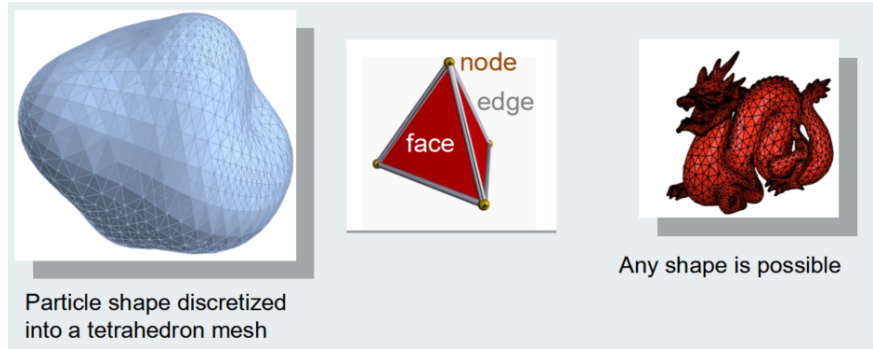 node
edge
face
Any shape is possible
Particle shape discretized
into a tetrahedron mesh